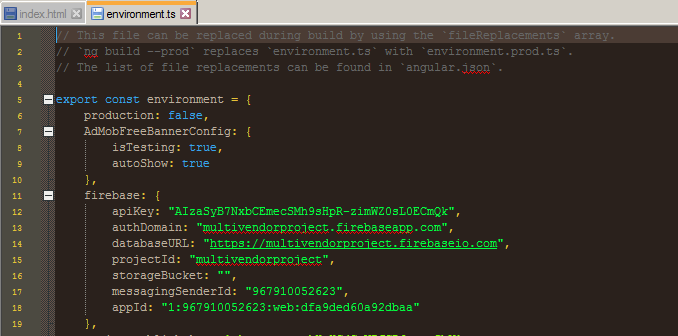 index.html environment.ts
1 // This file can be replaced during build by using the `fileReplacements` array.
2 // `ng build --prod` replaces `environment.ts` with `environment.prod.ts`.
3 // The list of file replacements can be found in `angular.json`.
4
5 export const environment = {
6 production: false,
7 AdMobFreeBannerConfig: {
8 isTesting: true,
9 autoShow: true
10 },
11 firebase: {
12 apiKey: "AIzaSyB7NxbCEmecSMh9sHpR-zimWZ0sL0ECmQk",
13 authDomain: "multivendorproject.firebaseapp.com",
14 databaseURL: "https://multivendorproject.firebaseio.com",
15 projectId: "multivendorproject",
16 storageBucket: "",
17 messagingSenderId: "967910052623",
18 appId: "1:967910052623:web:dfa9ded60a92dbaa"
19 },